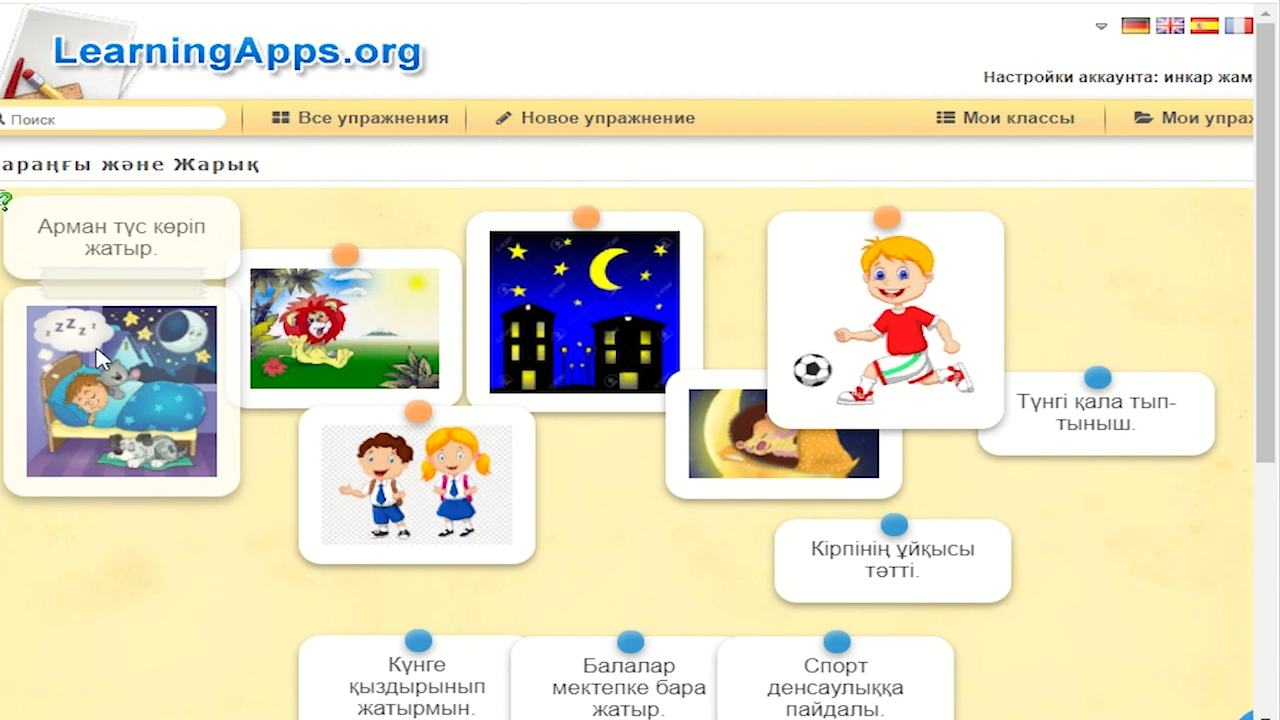 LearningApps.org
Настройки аккаунта: инкар жам
Поиск
Все упражнения
Новое упражнение
Мои классы
Мои упраж
араңғы және Жарық
Арман түс көріп
жатыр.
zZZz z
Түнгі қала тып-
тыныш.
Кірпінің ұйқысы
тәтті.
Күнге
қыздырынып
жатырмын.
Балалар
мектепке бара
жатыр.
Спорт
денсаулыққа
пайдалы.